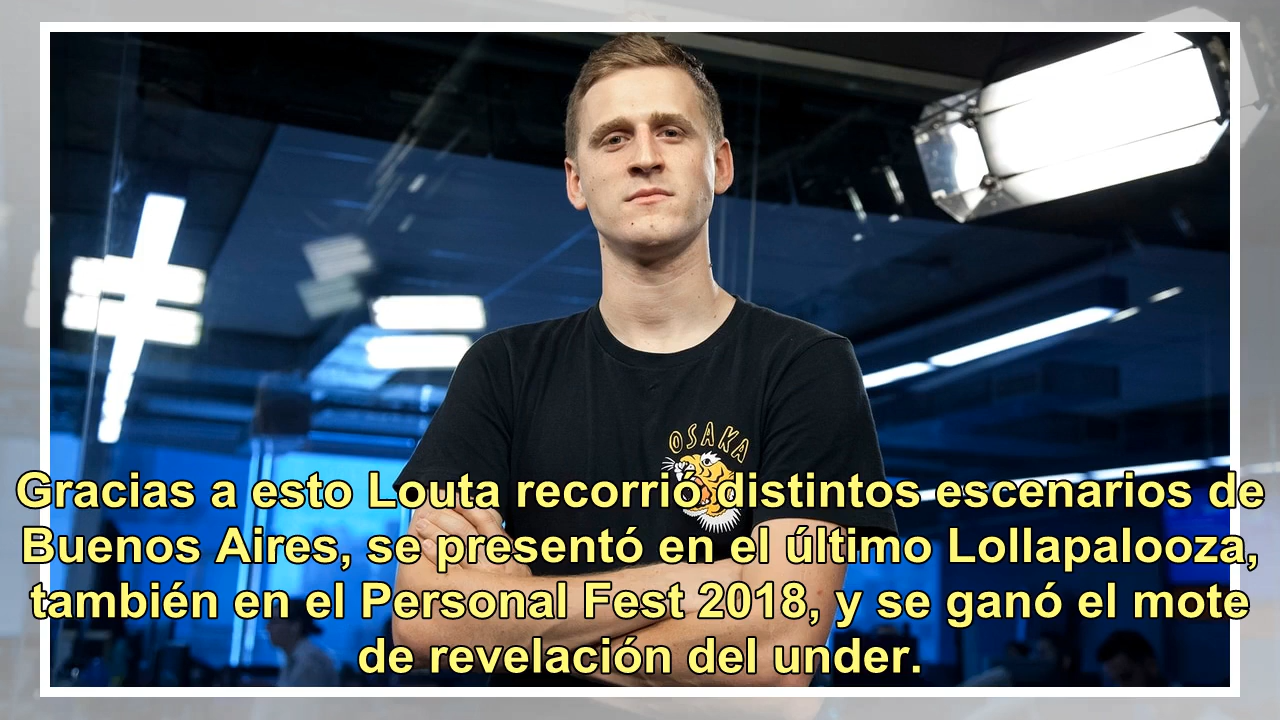 OSAKA
Gracias a esto Louta recorrió distintos escenarios de
Buenos Aires, se presentó en el último Lollapalooza,
también en el Personal Fest 2018, y se ganó el mote
de revelación del under.